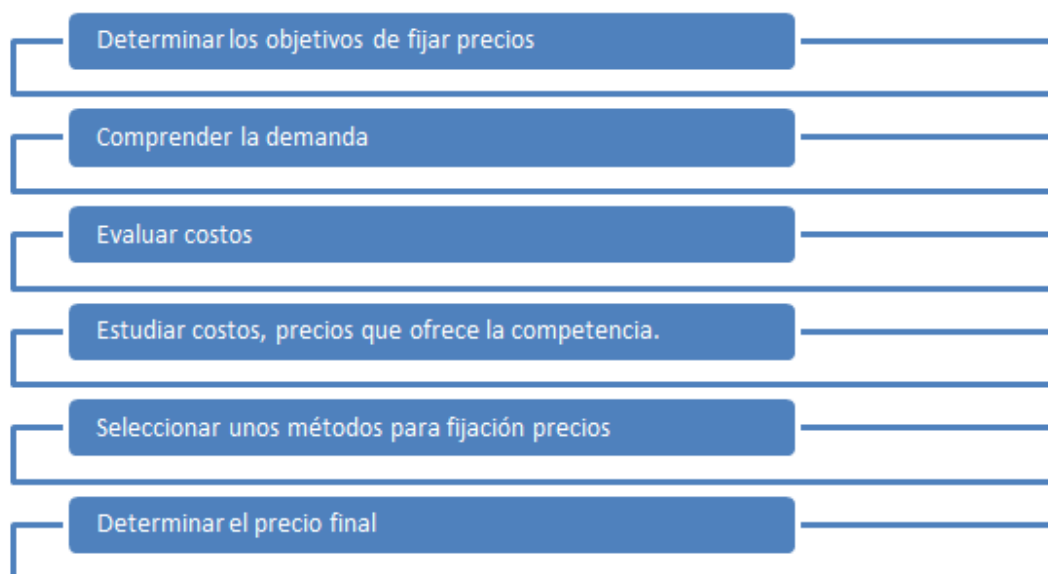 Determinar los objetivos de fijar precios
Comprender la demanda
Evaluar costos
Estudiar costos, precios que ofrece la competencia.
Seleccionar unos métodos para fijación precios
Determinar el precio final